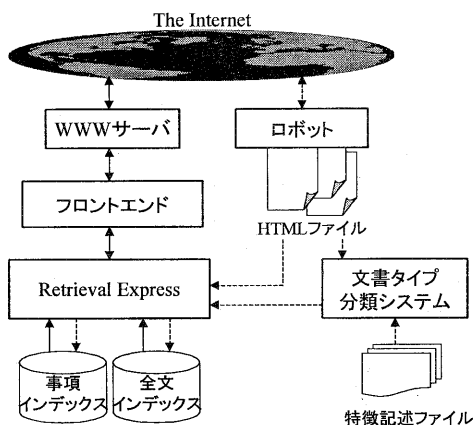 The Internet
WWWサーバ
ロボット
フロントエンド
HTMLファイル
Retrieval Express
文書タイプ
分類システム
事項
インデックス
全文
インデックス
特徴記述ファイル